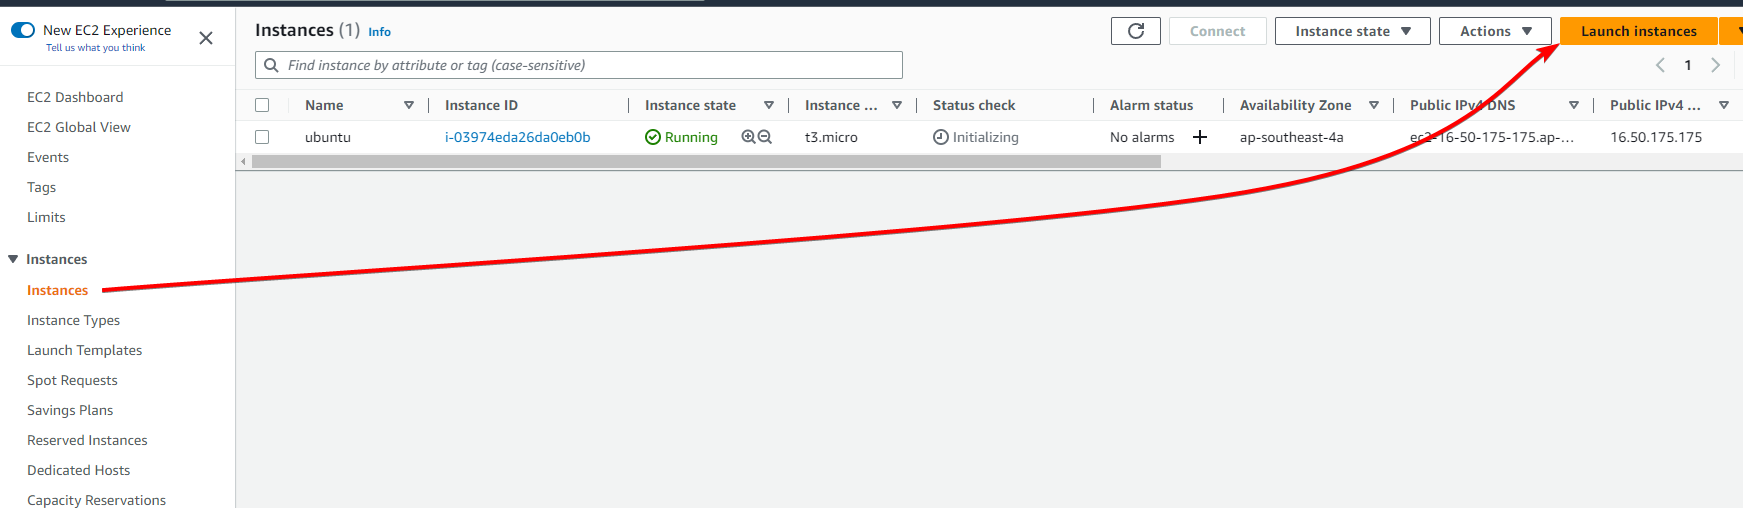 New EC2 Experience
Tell us what you think
EC2 Dashboard
EC2 Global View
Events
Tags
Limits
Instances
Instances
Instance Types
Launch Templates
Spot Requests
Savings Plans
Reserved Instances
Dedicated Hosts
Capacity Reservations
Instances (1) Info
Connect Instance state Actions Launch instances
Find instance by attribute or tag (case-sensitive)
1
Name Instance ID Instance state Instance ... Status check Alarm status Availability Zone Public IPv4 DNS Public IPv4 ...
ubuntu i-03974eda26da0eb0b Running t3.micro Initializing No alarms + ap-southeast-4a ec2-16-50-175-175.ap-... 16.50.175.175